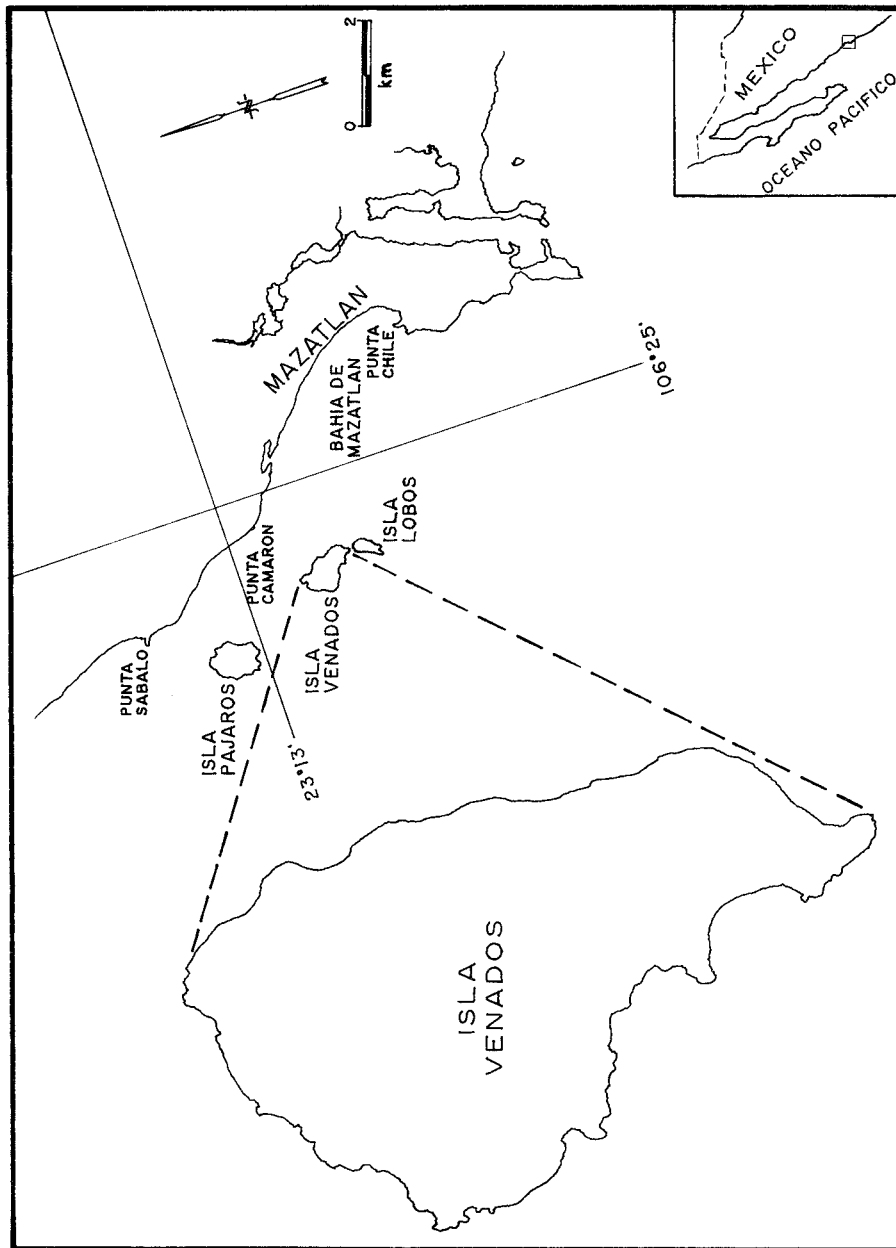 MEXICO
OCEANO PACIFICO
N
0
2
km
MAZATLAN
BAHIA DE
MAZATLAN
PUNTA
CHILE
106°25'
PUNTA
CAMARON
ISLA
LOBOS
ISLA
VENADOS
PUNTA
SABALO
ISLA
PAJAROS
23°13'
ISLA
VENADOS